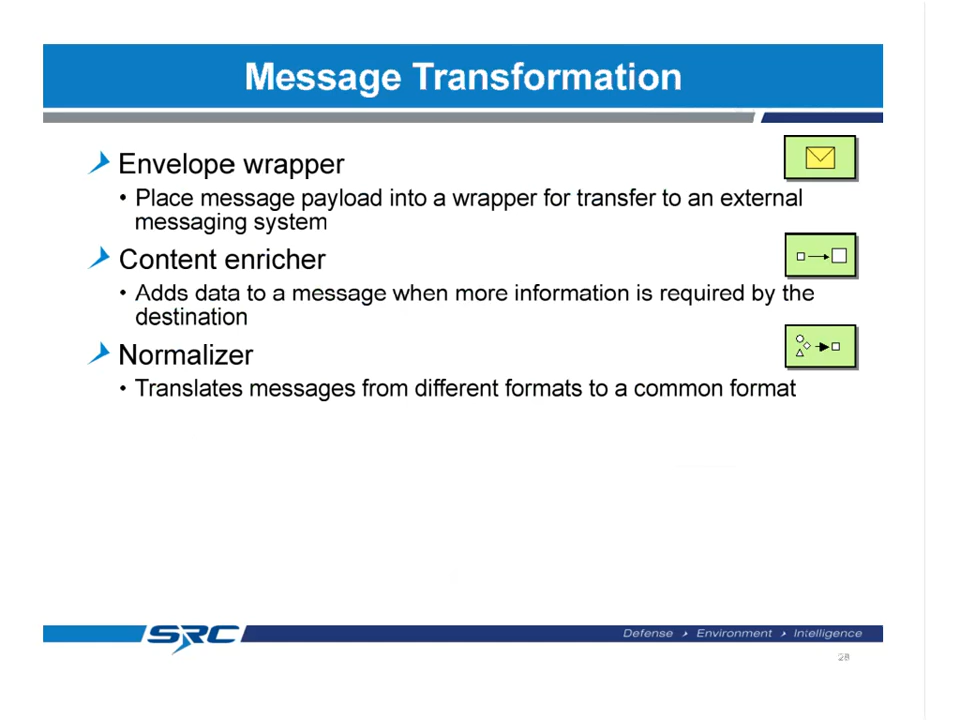 Message Transformation
Envelope wrapper
• Place message payload into a wrapper for transfer to an external
messaging system
Content enricher
• Adds data to a message when more information is required by the
destination
Normalizer
• Translates messages from different formats to a common format
SRC
Defense Environment Intelligence